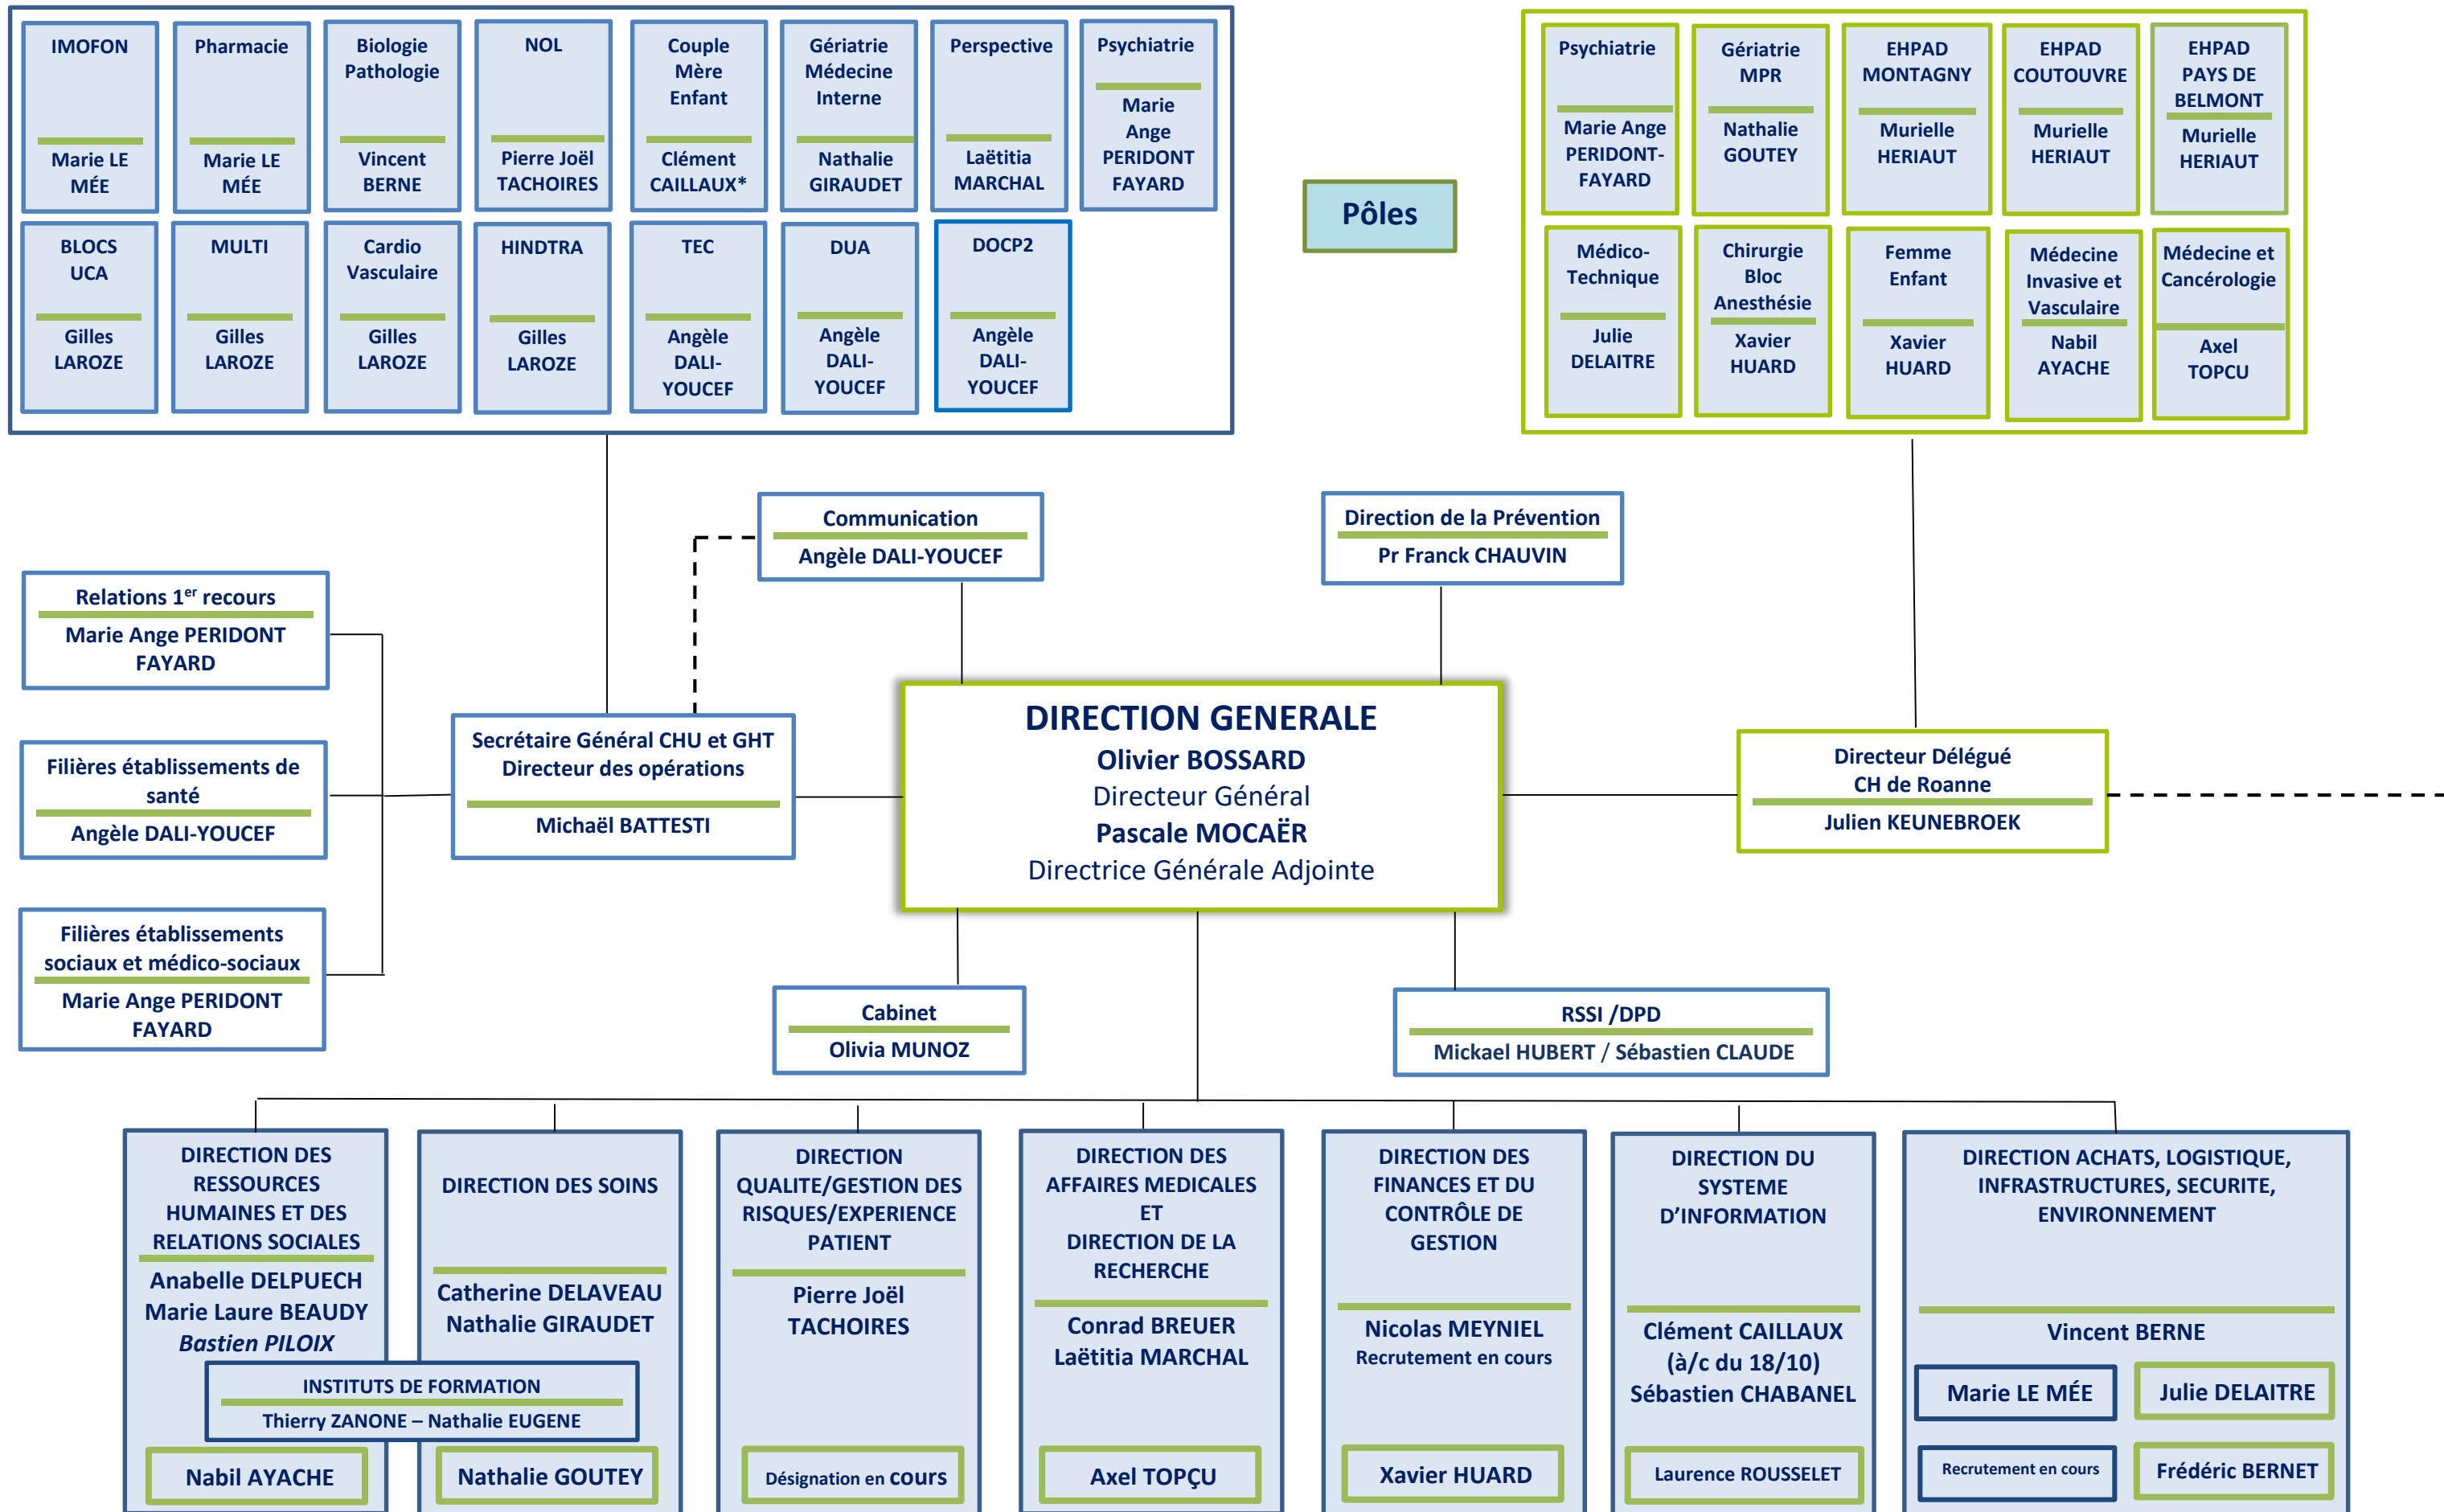 IMOFON
Marie LE
MÉE
Pharmacie
Marie LE
MÉE
Biologie
Pathologie
Vincent
BERNE
NOL
Pierre Joël
TACHOIRES
Couple
Mère
Enfant
Clément
CAILLAUX*
Gériatrie
Médecine
Interne
Nathalie
GIRAUDET
Perspective
Laëtitia
MARCHAL
Psychiatrie
Marie
Ange
PERIDONT
FAYARD
BLOCS
UCA
Gilles
LAROZE
MULTI
Gilles
LAROZE
Cardio
Vasculaire
Gilles
LAROZE
HINDTRA
Gilles
LAROZE
TEC
Angèle
DALI-
YOUCEF
DUA
Angèle
DALI-
YOUCEF
DOCP2
Angèle
DALI-
YOUCEF
Pôles
Psychiatrie
Marie Ange
PERIDONT-
FAYARD
Gériatrie
MPR
Nathalie
GOUTEY
EHPAD
MONTAGNY
Murielle
HERIAUT
EHPAD
COUTOUVRE
Murielle
HERIAUT
EHPAD
PAYS DE
BELMONT
Murielle
HERIAUT
Médico-
Technique
Julie
DELAITRE
Chirurgie
Bloc
Anesthésie
Xavier
HUARD
Femme
Enfant
Xavier
HUARD
Médecine
Invasive et
Vasculaire
Nabil
AYACHE
Médecine et
Cancérologie
Axel
TOPCU
Communication
Angèle DALI-YOUCEF
Direction de la Prévention
Pr Franck CHAUVIN
Relations 1er recours
Marie Ange PERIDONT
FAYARD
Filières établissements de
santé
Angèle DALI-YOUCEF
Filières établissements
sociaux et médico-sociaux
Marie Ange PERIDONT
FAYARD
Secrétaire Général CHU et GHT
Directeur des opérations
Michaël BATTESTI
DIRECTION GENERALE
Olivier BOSSARD
Directeur Général
Pascale MOCAËR
Directrice Générale Adjointe
Directeur Délégué
CH de Roanne
Julien KEUNEBROEK
Cabinet
Olivia MUNOZ
RSSI /DPD
Mickael HUBERT / Sébastien CLAUDE
DIRECTION DES
RESSOURCES
HUMAINES ET DES
RELATIONS SOCIALES
Anabelle DELPUECH
Marie Laure BEAUDY
Bastien PILOIX
DIRECTION DES SOINS
Catherine DELAVEAU
Nathalie GIRAUDET
INSTITUTS DE FORMATION
Thierry ZANONE – Nathalie EUGENE
Nabil AYACHE
Nathalie GOUTEY
DIRECTION
QUALITE/GESTION DES
RISQUES/EXPERIENCE
PATIENT
Pierre Joël
TACHOIRES
Désignation en cours
DIRECTION DES
AFFAIRES MEDICALES
ET
DIRECTION DE LA
RECHERCHE
Conrad BREUER
Laëtitia MARCHAL
Axel TOPÇU
DIRECTION DES
FINANCES ET DU
CONTRÔLE DE
GESTION
Nicolas MEYNIEL
Recrutement en cours
Xavier HUARD
DIRECTION DU
SYSTEME
D’INFORMATION
Clément CAILLAUX
(à/c du 18/10)
Sébastien CHABANEL
Laurence ROUSSELET
DIRECTION ACHATS, LOGISTIQUE,
INFRASTRUCTURES, SECURITE,
ENVIRONNEMENT
Vincent BERNE
Marie LE MÉE
Julie DELAITRE
Recrutement en cours
Frédéric BERNET